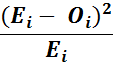 (Eᵢ − Oᵢ)²
Eᵢ